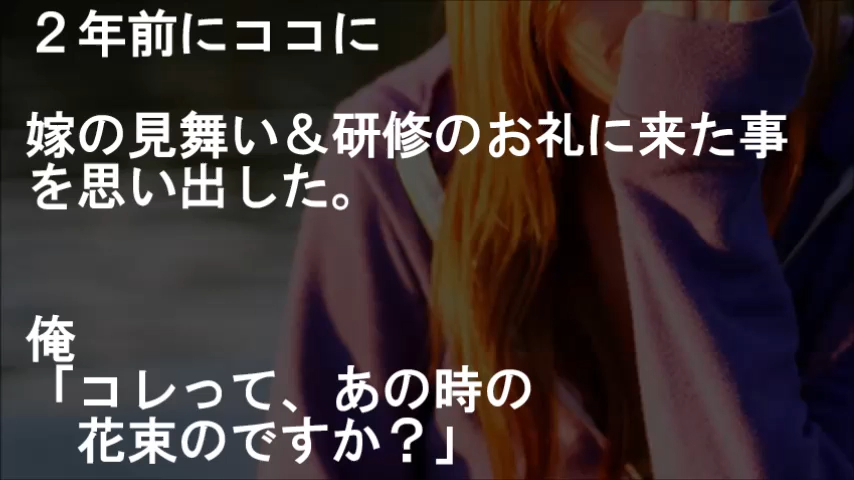 ２年前にココに
嫁の見舞い＆研修のお礼に来た事
を思い出した。
俺
「コレって、あの時の
花束のですか？」